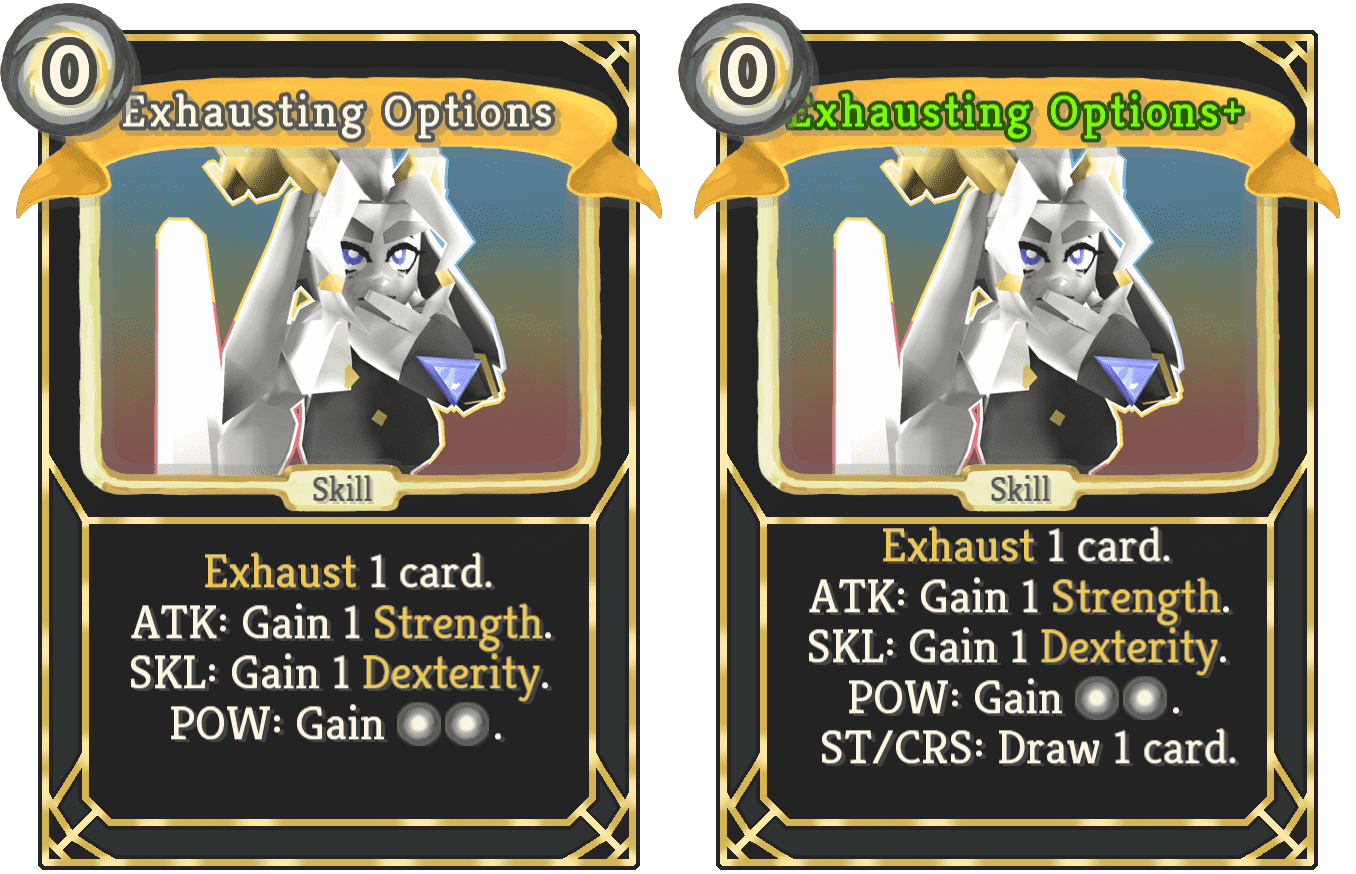 0
Exhausting Options
Skill
Exhaust 1 card.
ATK: Gain 1 Strength.
SKL: Gain 1 Dexterity.
POW: Gain .
0
Exhausting Options+
Skill
Exhaust 1 card.
ATK: Gain 1 Strength.
SKL: Gain 1 Dexterity.
POW: Gain .
ST/CRS: Draw 1 card.